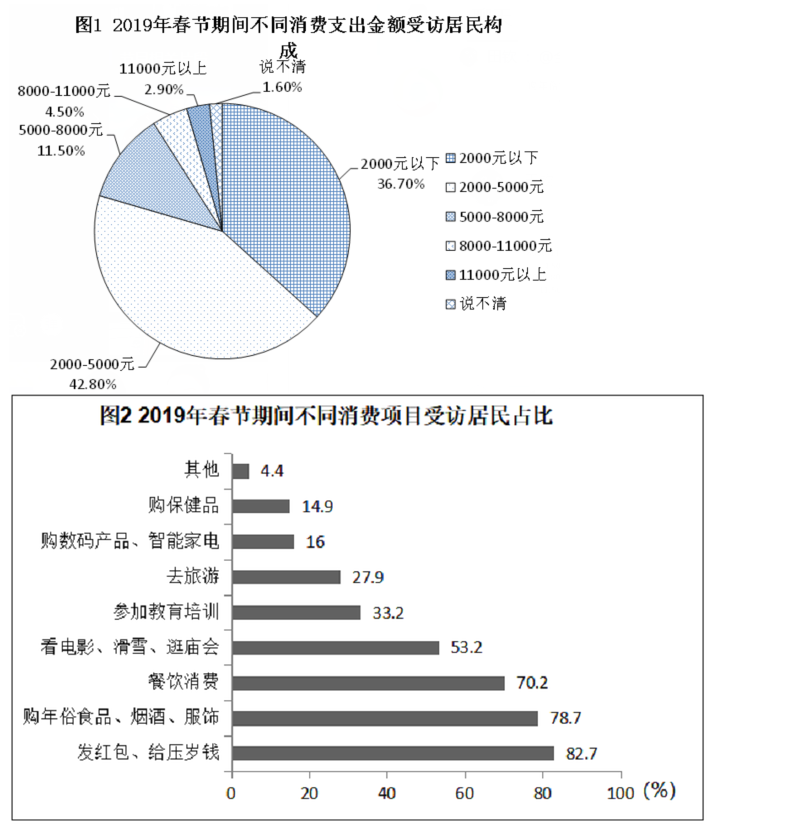 图1 2019年春节期间不同消费支出金额受访居民构
成
11000元以上
2.90%
说不清
1.60%
8000-11000元
4.50%
5000-8000元
11.50%
2000元以下
36.70%
2000-5000元
42.80%
2000元以下
2000-5000元
5000-8000元
8000-11000元
11000元以上
说不清
图2 2019年春节期间不同消费项目受访居民占比
其他 4.4
购保健品 14.9
购数码产品、智能家电 16
去旅游 27.9
参加教育培训 33.2
看电影、滑雪、逛庙会 53.2
餐饮消费 70.2
购年俗食品、烟酒、服饰 78.7
发红包、给压岁钱 82.7
0 20 40 60 80 100 (%)